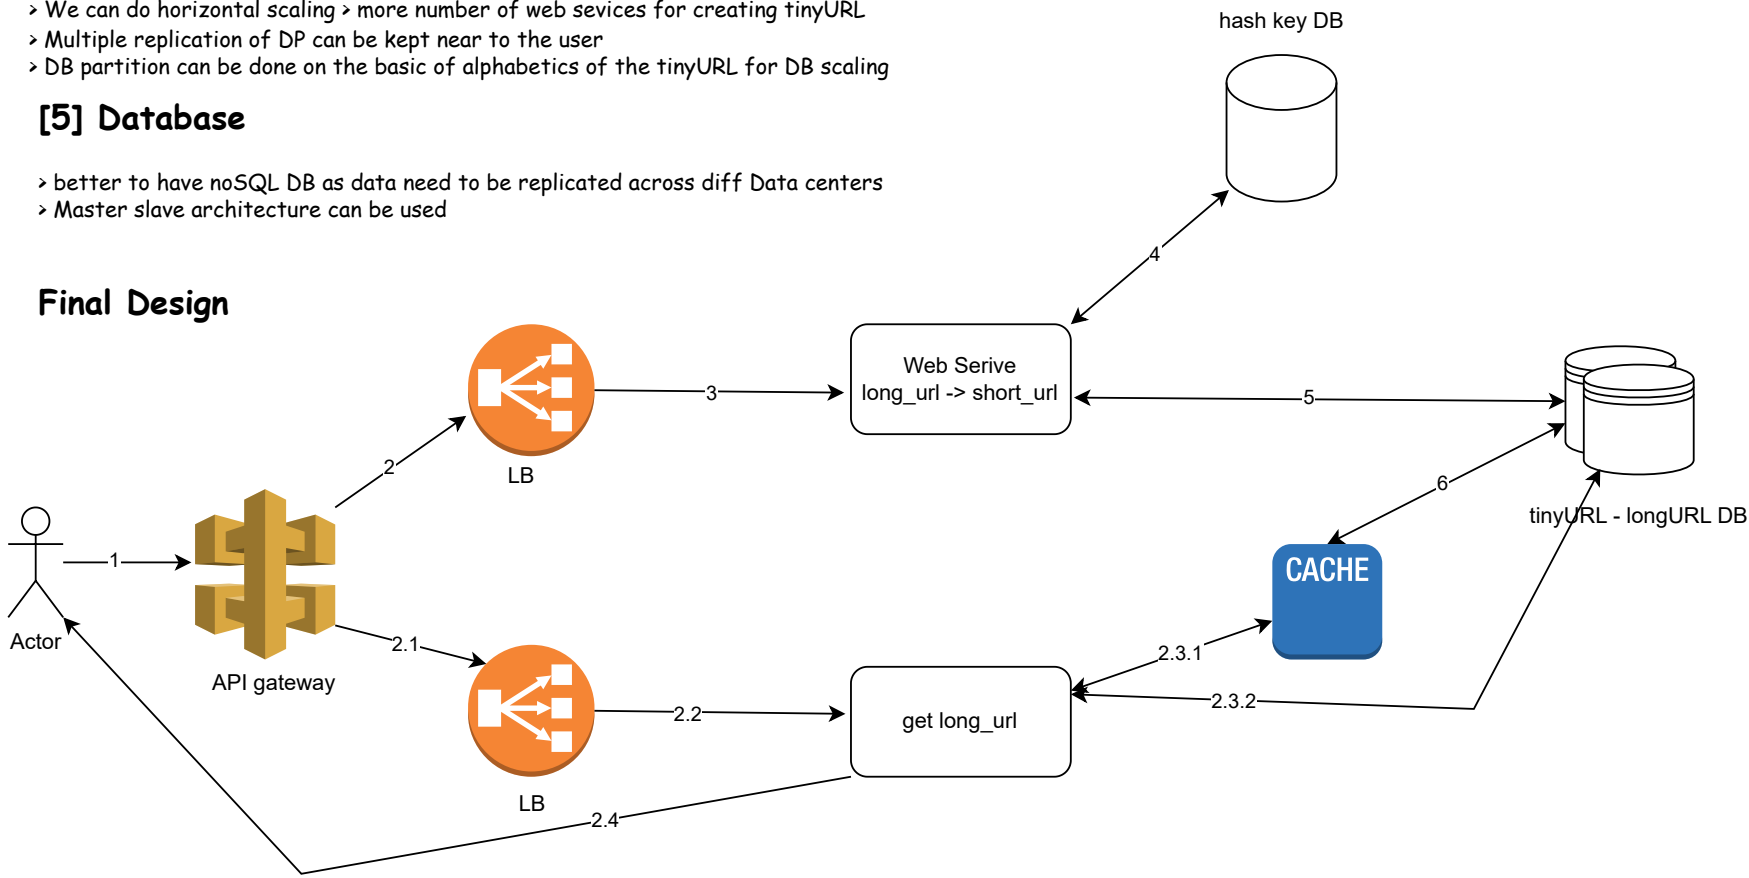 > We can do horizontal scaling > more number of web sevices for creating tinyURL
> Multiple replication of DP can be kept near to the user
> DB partition can be done on the basic of alphabetics of the tinyURL for DB scaling
hash key DB
[5] Database
> better to have noSQL DB as data need to be replicated across diff Data centers
> Master slave architecture can be used
4
Final Design
Web Serive
long_url -> short_url
3
5
2
LB
6
tinyURL - longURL DB
1
CACHE
Actor
2.1
2.3.1
API gateway
2.3.2
2.2
get long_url
LB
2.4